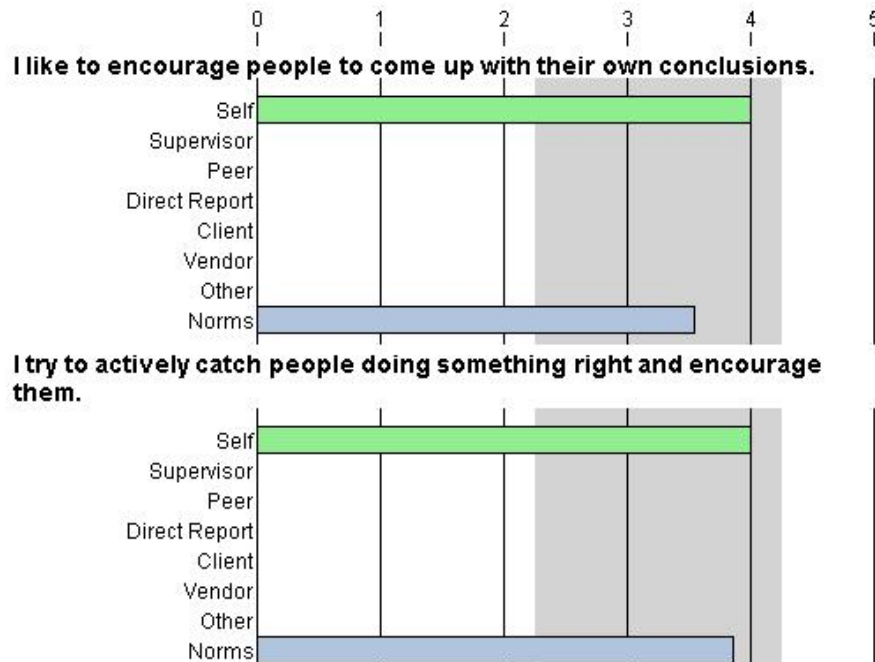 0 1 2 3 4 5
I like to encourage people to come up with their own conclusions.
Self
Supervisor
Peer
Direct Report
Client
Vendor
Other
Norms
I try to actively catch people doing something right and encourage
them.
Self
Supervisor
Peer
Direct Report
Client
Vendor
Other
Norms